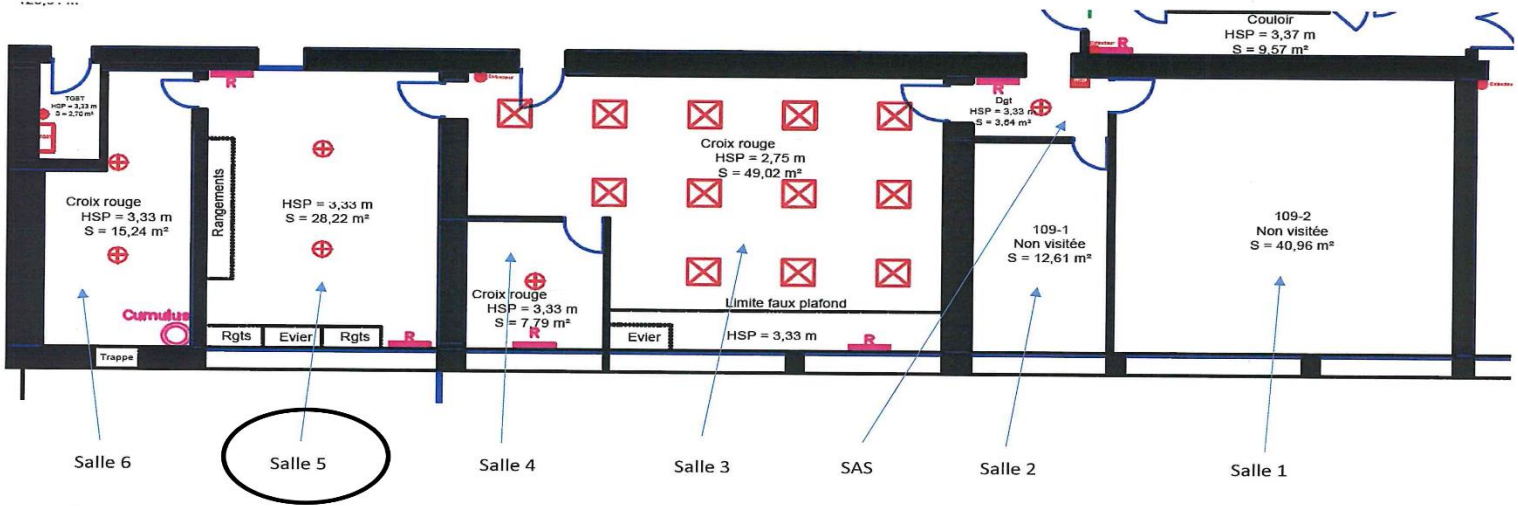 Couloir
HSP = 3,37 m
S = 9,57 m²
R
TGBT
HSP = 3,33 m
S = 2,70 m²
R
R
Dgt
HSP = 3,33 m
S = 3,64 m²
Croix rouge
HSP = 2,75 m
S = 49,02 m²
Rangements
Croix rouge
HSP = 3,33 m
S = 15,24 m²
HSP = 3,33 m
S = 28,22 m²
109-1
Non visitée
S = 12,61 m²
109-2
Non visitée
S = 40,96 m²
Croix rouge
HSP = 3,33 m
S = 7,79 m²
R
Limite faux plafond
Cumulus
Rgts
Evier
Rgts
R
Evier
HSP = 3,33 m
R
Trappe
Salle 6
Salle 5
Salle 4
Salle 3
SAS
Salle 2
Salle 1